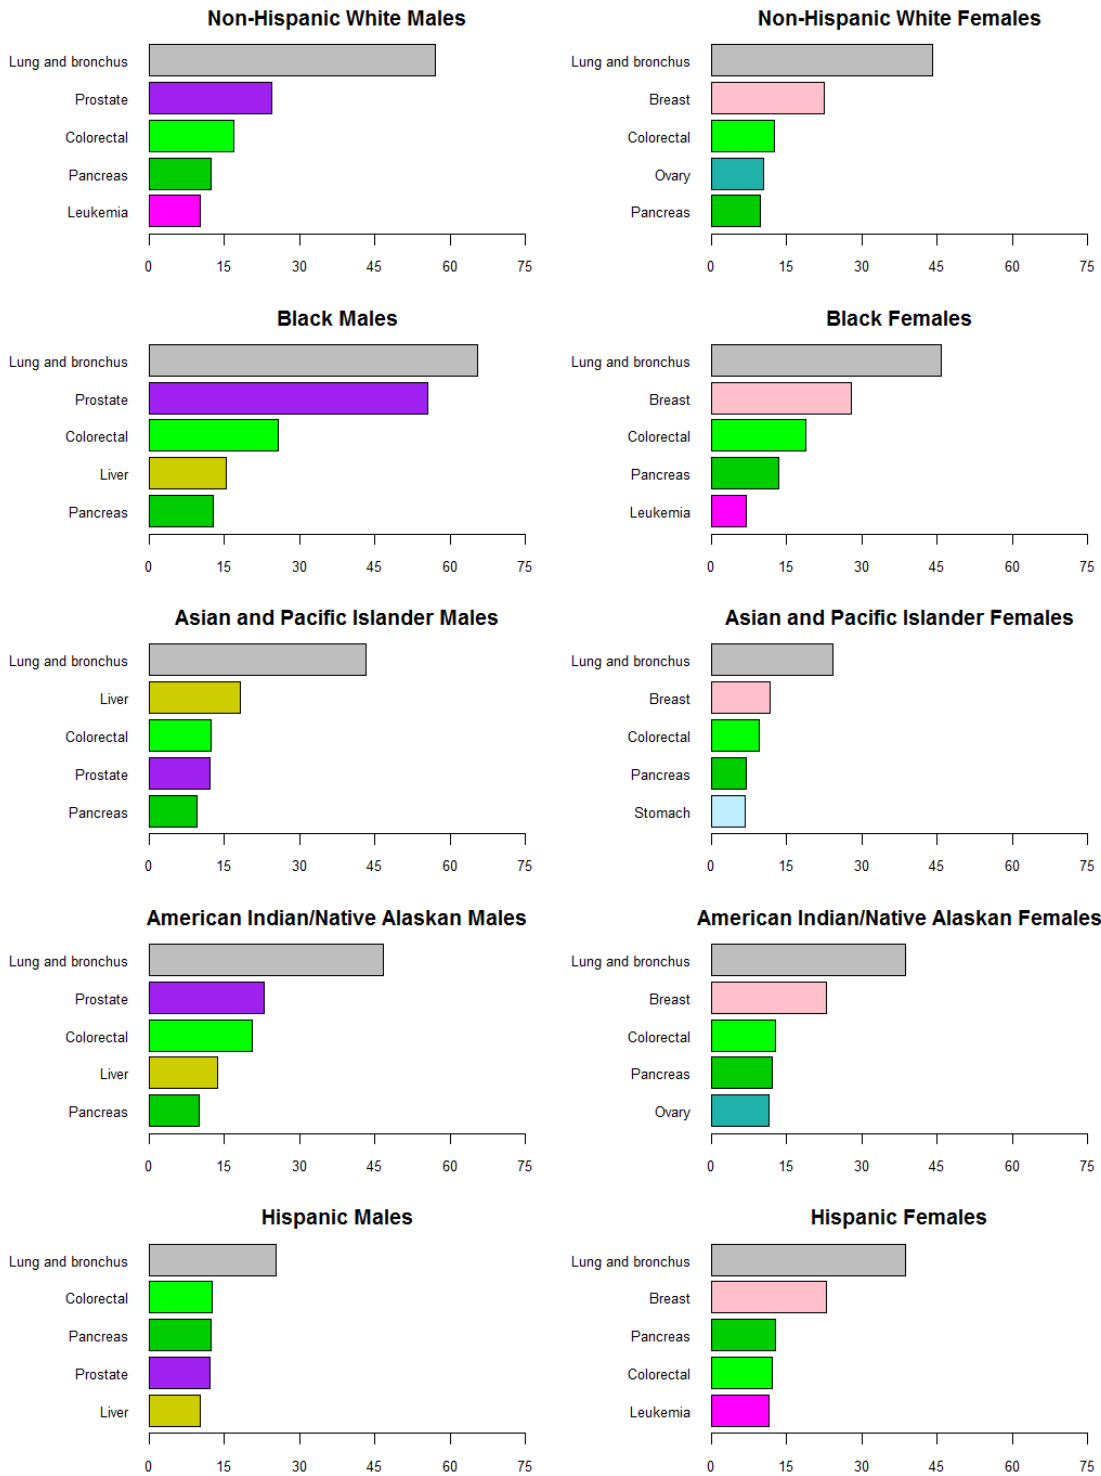 Non-Hispanic White Males
Lung and bronchus
Prostate
Colorectal
Pancreas
Leukemia
0 15 30 45 60 75
Non-Hispanic White Females
Lung and bronchus
Breast
Colorectal
Ovary
Pancreas
0 15 30 45 60 75
Black Males
Lung and bronchus
Prostate
Colorectal
Liver
Pancreas
0 15 30 45 60 75
Black Females
Lung and bronchus
Breast
Colorectal
Pancreas
Leukemia
0 15 30 45 60 75
Asian and Pacific Islander Males
Lung and bronchus
Liver
Colorectal
Prostate
Pancreas
0 15 30 45 60 75
Asian and Pacific Islander Females
Lung and bronchus
Breast
Colorectal
Pancreas
Stomach
0 15 30 45 60 75
American Indian/Native Alaskan Males
Lung and bronchus
Prostate
Colorectal
Liver
Pancreas
0 15 30 45 60 75
American Indian/Native Alaskan Females
Lung and bronchus
Breast
Colorectal
Pancreas
Ovary
0 15 30 45 60 75
Hispanic Males
Lung and bronchus
Colorectal
Pancreas
Prostate
Liver
0 15 30 45 60 75
Hispanic Females
Lung and bronchus
Breast
Pancreas
Colorectal
Leukemia
0 15 30 45 60 75